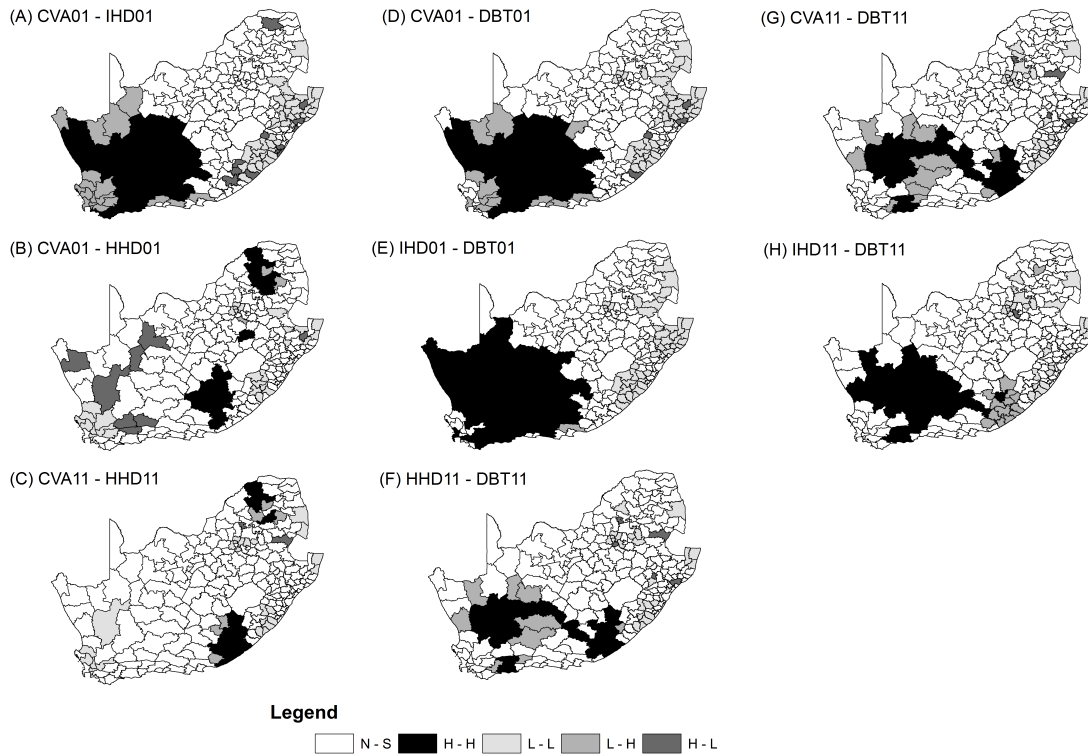 (A) CVA01 - IHD01
(D) CVA01 - DBT01
(G) CVA11 - DBT11
(B) CVA01 - HHD01
(E) IHD01 - DBT01
(H) IHD11 - DBT11
(C) CVA11 - HHD11
(F) HHD11 - DBT11
Legend
N - S H - H L - L L - H H - L